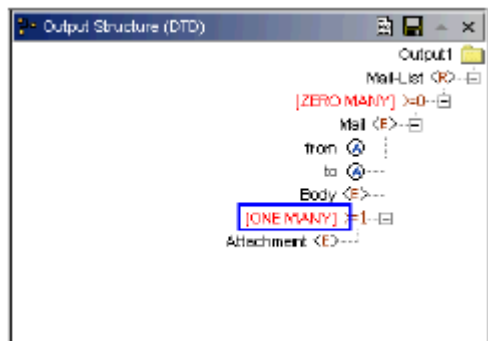 Output Structure (DTD)
Output1
Mail-List <R>
[ZERO MANY] >=0
Mail <E>
from A
to A
Body <E>
[ONE MANY] >=1
Attachment <E>